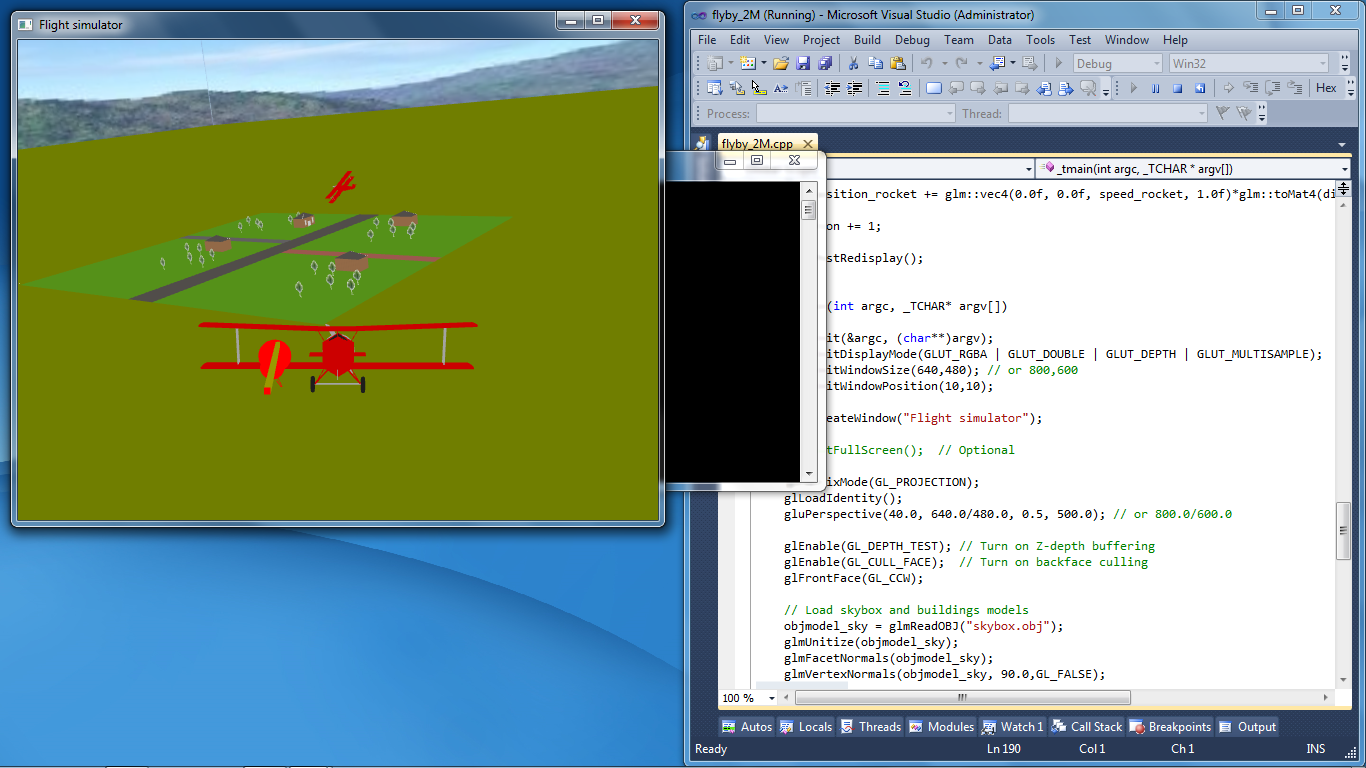 Flight simulator
flyby_2M (Running) - Microsoft Visual Studio (Administrator)
File Edit View Project Build Debug Team Data Tools Test Window Help
Debug Win32
Hex
Process: Thread:
flyby_2M.cpp
_tmain(int argc, _TCHAR * argv[])
sition_rocket += glm::vec4(0.0f, 0.0f, speed_rocket, 1.0f)*glm::toMat4(di
on += 1;
stRedisplay();
(int argc, _TCHAR* argv[])
it(&argc, (char**)argv);
itDisplayMode(GLUT_RGBA | GLUT_DOUBLE | GLUT_DEPTH | GLUT_MULTISAMPLE);
itWindowSize(640,480); // or 800,600
itWindowPosition(10,10);
eateWindow("Flight simulator");
tFullScreen(); // Optional
ixMode(GL_PROJECTION);
glLoadIdentity();
gluPerspective(40.0, 640.0/480.0, 0.5, 500.0); // or 800.0/600.0
glEnable(GL_DEPTH_TEST); // Turn on Z-depth buffering
glEnable(GL_CULL_FACE); // Turn on backface culling
glFrontFace(GL_CCW);
// Load skybox and buildings models
objmodel_sky = glmReadOBJ("skybox.obj");
glmUnitize(objmodel_sky);
glmFacetNormals(objmodel_sky);
glmVertexNormals(objmodel_sky, 90.0,GL_FALSE);
100 %
Autos Locals Threads Modules Watch 1 Call Stack Breakpoints Output
Ready Ln 190 Col 1 Ch 1 INS